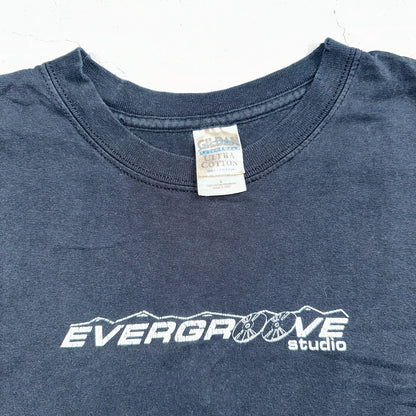 GILDAN
ULTRA
COTTON
EVERGROOVE
studio